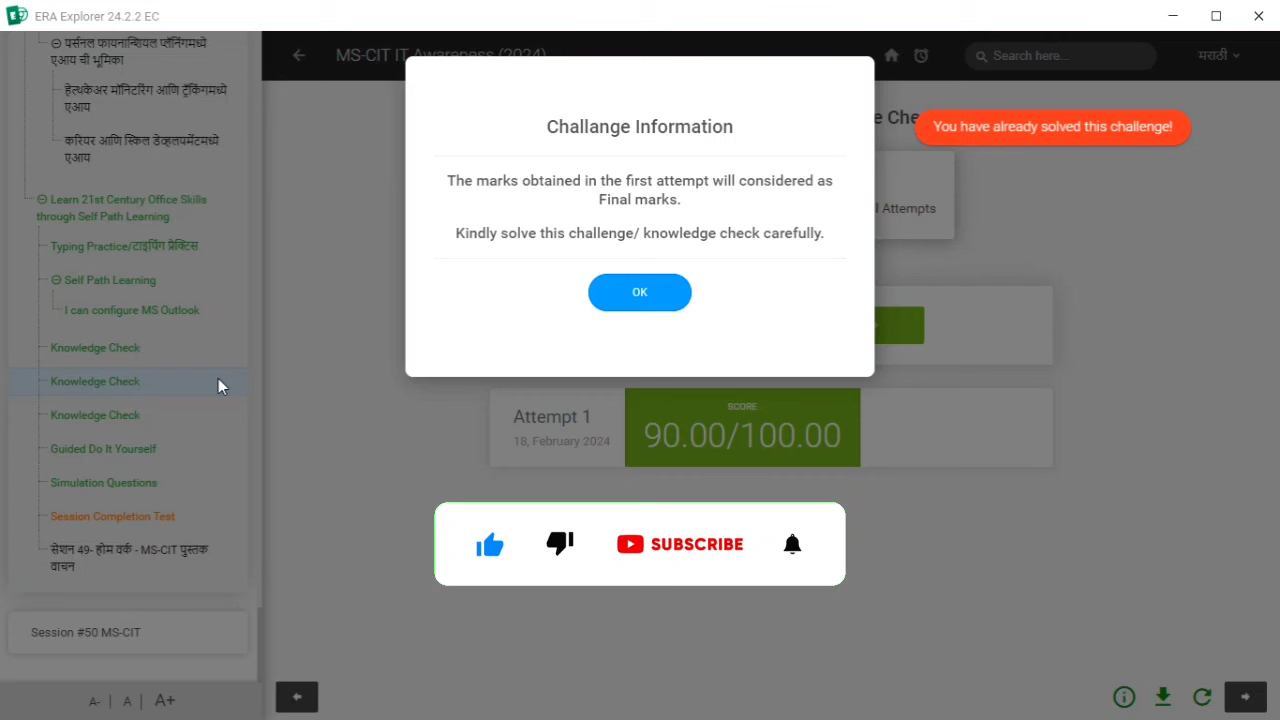 ERA Explorer 24.2.2 EC
पर्सनल फायनान्शियल प्लॅनिंगमध्ये
एआय ची भूमिका
हेल्थकेअर मॉनिटरिंग आणि ट्रॅकिंगमध्ये
एआय
करियर आणि स्किल डेव्हलपमेंटमध्ये
एआय
Learn 21st Century Office Skills
through Self Path Learning
Typing Practice/टाइपिंग प्रॅक्टिस
Self Path Learning
I can configure MS Outlook
Knowledge Check
Knowledge Check
Knowledge Check
Guided Do It Yourself
Simulation Questions
Session Completion Test
सेशन 49- होम वर्क - MS-CIT पुस्तक
वाचन
Session #50 MS-CIT
A- | A | A+
MS-CIT IT Awareness (2024)
Search here...
मराठी
You have already solved this challenge!
Challange Information
The marks obtained in the first attempt will considered as
Final marks.
Kindly solve this challenge/ knowledge check carefully.
OK
Attempts
Attempt 1
18, February 2024
SCORE
90.00/100.00
SUBSCRIBE